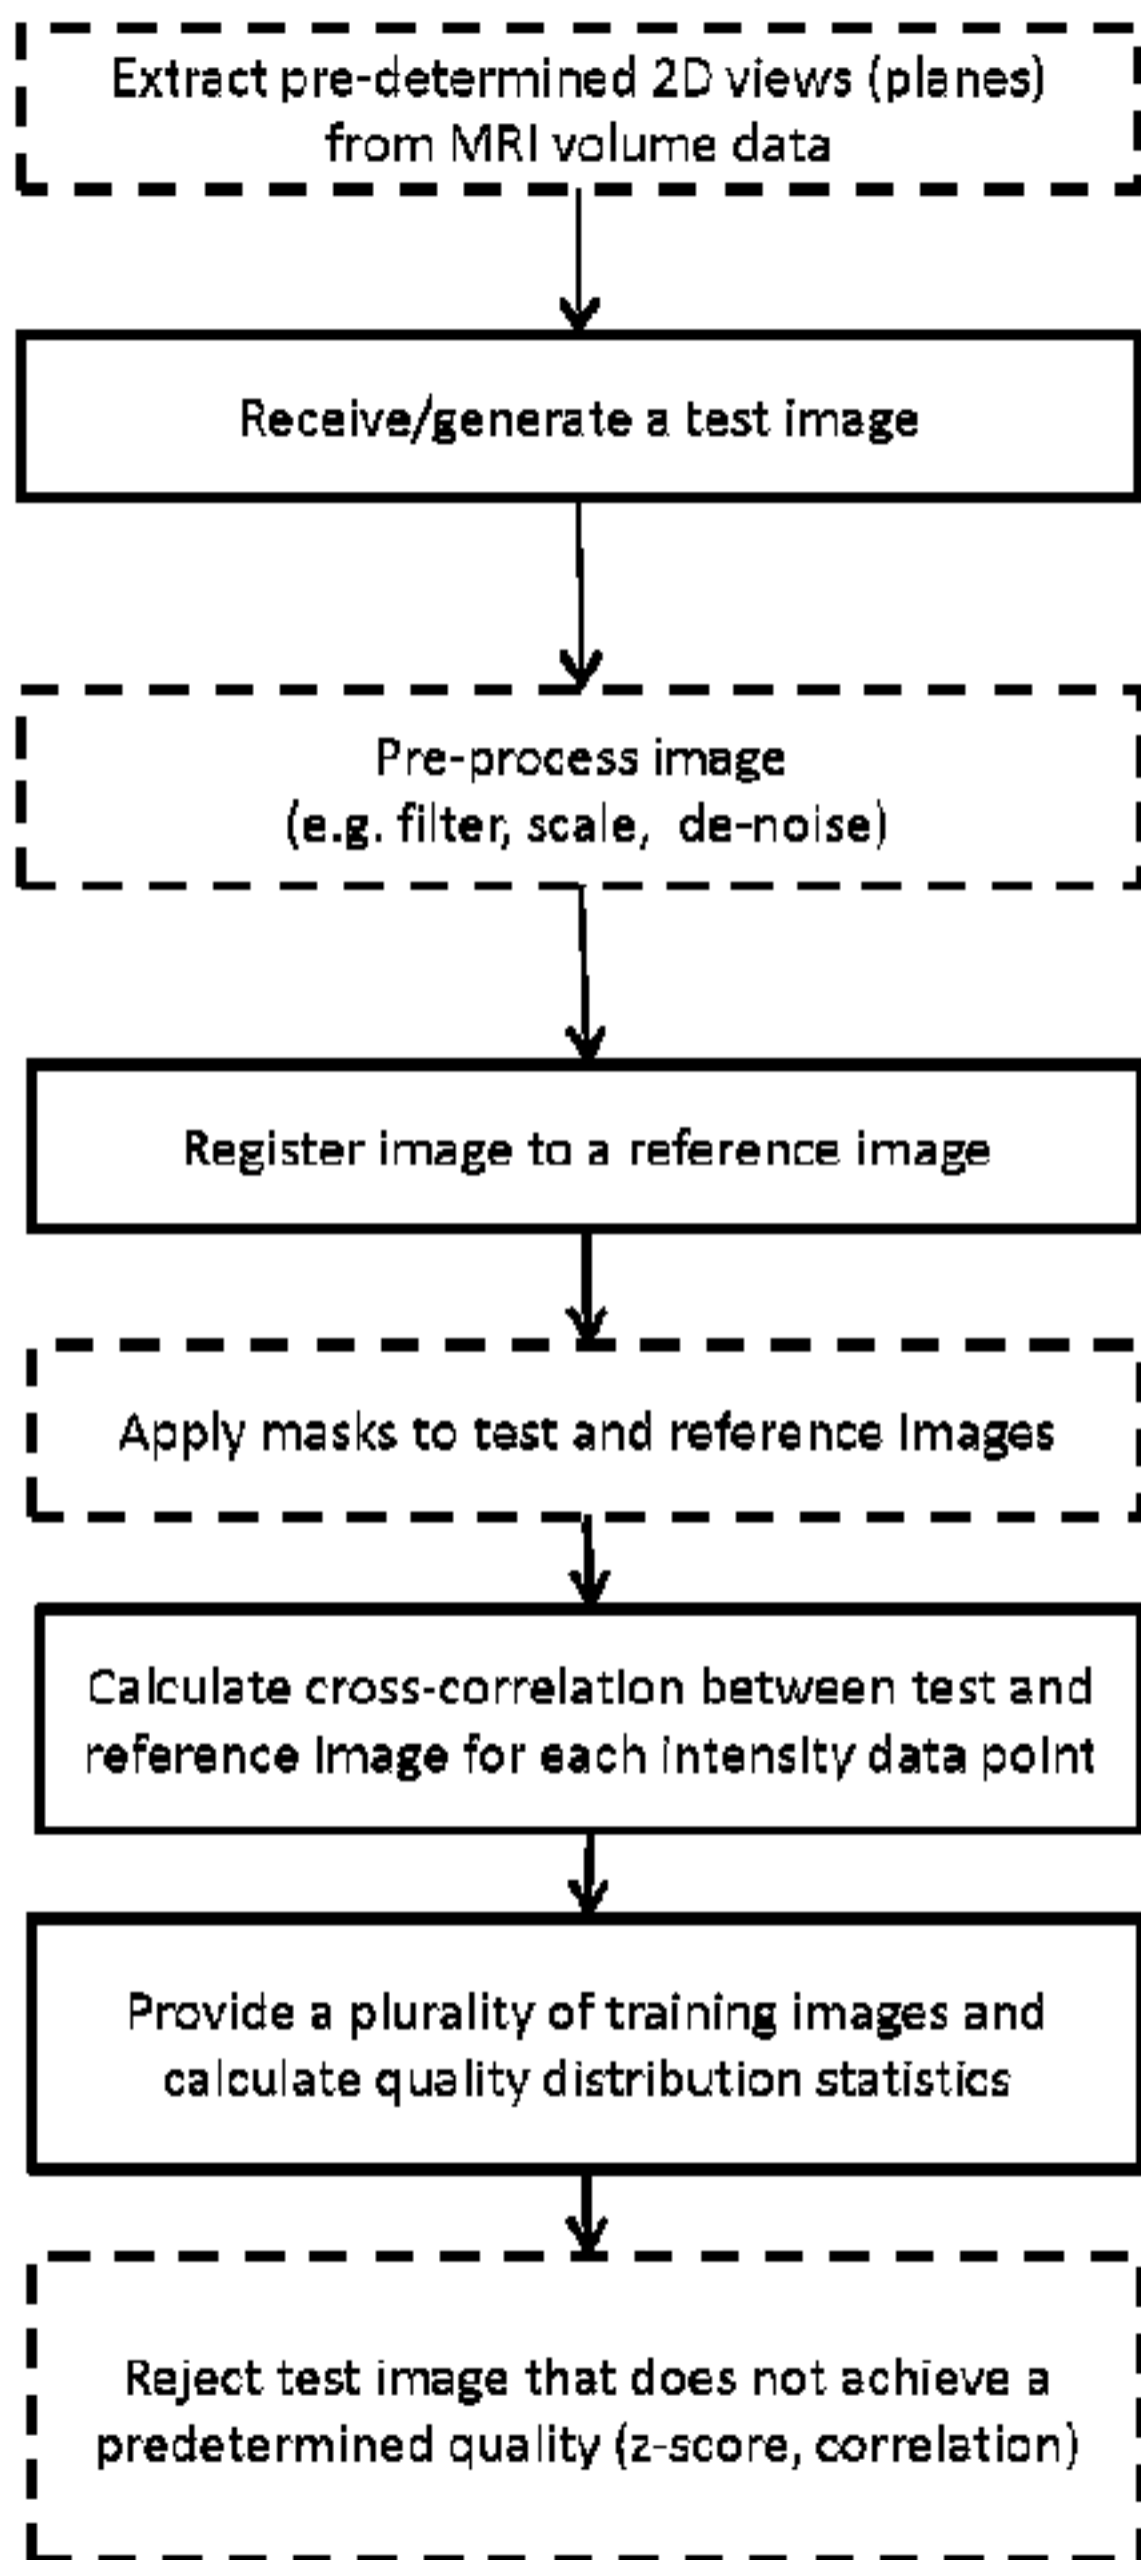 Extract pre-determined 2D views (planes)
from MRI volume data
Receive/generate a test image
Pre-process image
(e.g. filter, scale, de-noise)
Register image to a reference image
Apply masks to test and reference Images
Calculate cross-correlation between test and
reference Image for each intensity data point
Provide a plurality of training images and
calculate quality distribution statistics
Reject test image that does not achieve a
predetermined quality (z-score, correlation)